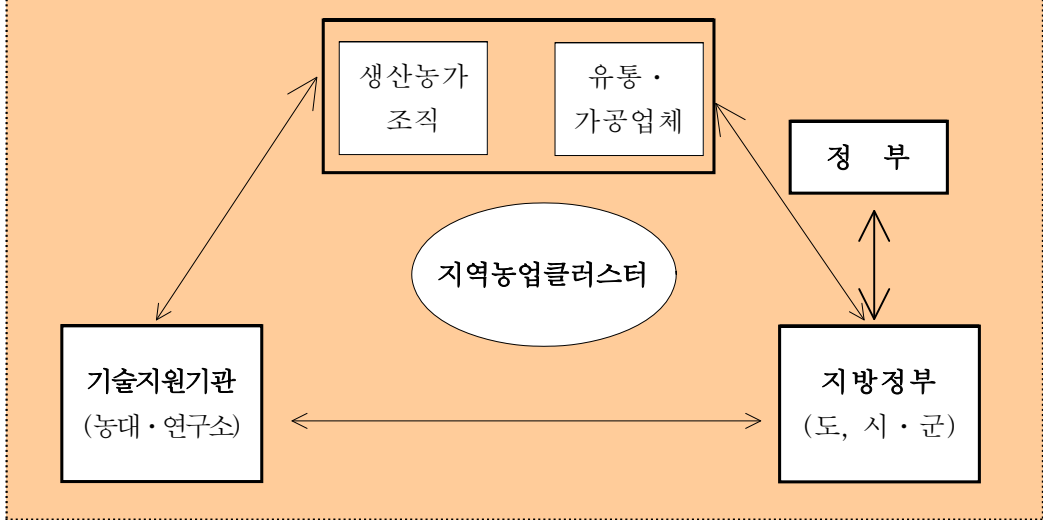 생산농가
조직
유통·
가공업체
정 부
지역농업클러스터
기술지원기관
(농대·연구소)
지방정부
(도, 시·군)